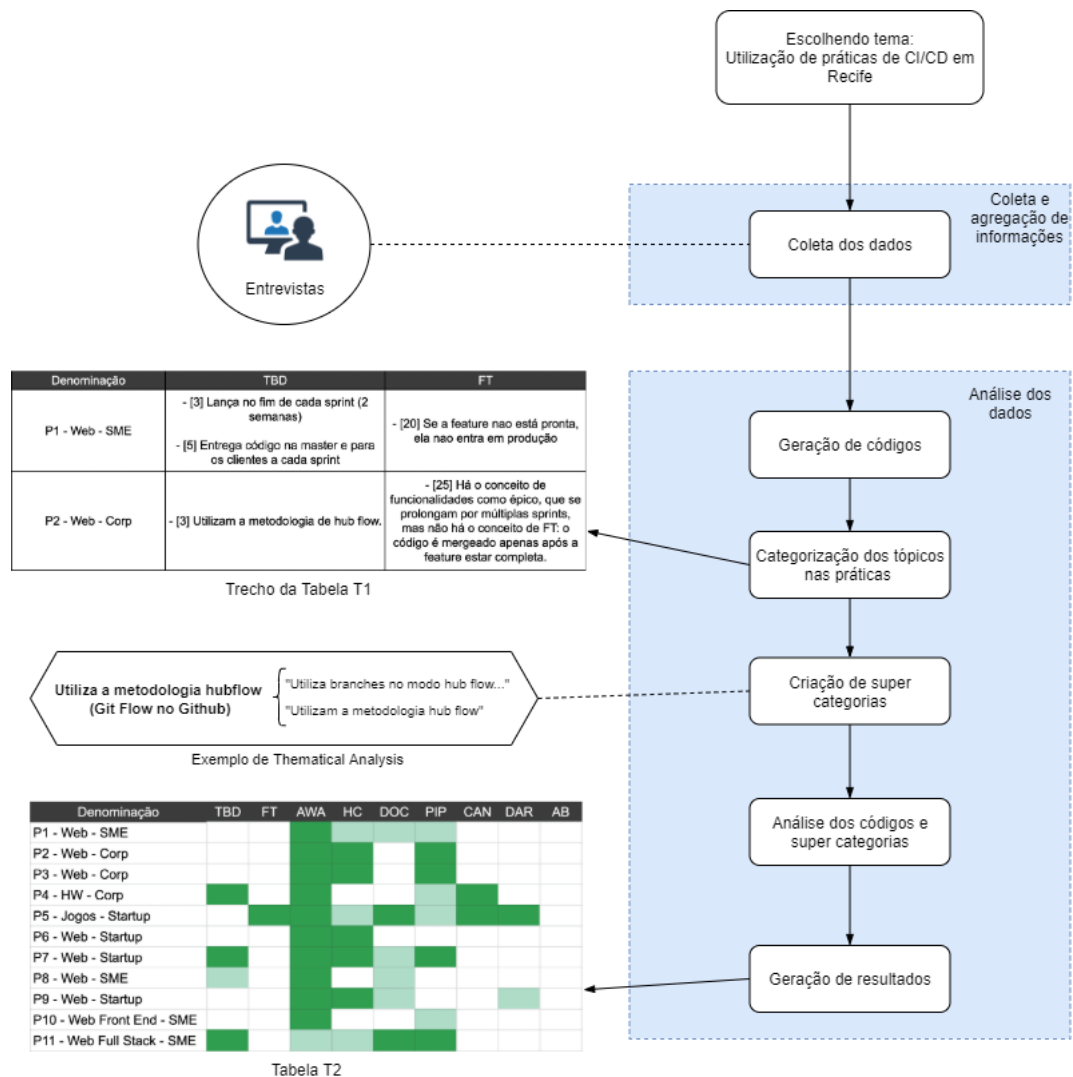 Escolhendo tema:
Utilização de práticas de CI/CD em
Recife
Coleta e
agregação de
informações
Coleta dos dados
Entrevistas
Denominação TBD FT
P1 - Web - SME
- [3] Lança no fim de cada sprint (2
semanas)
- [5] Entrega código na master e para
os clientes a cada sprint
- [20] Se a feature nao está pronta,
ela nao entra em produção
P2 - Web - Corp
- [3] Utilizam a metodologia de hub flow.
- [25] Há o conceito de
funcionalidades como épico, que se
prolongam por múltiplas sprints,
mas não há o conceito de FT: o
código é mergeado apenas após a
feature estar completa.
Trecho da Tabela T1
Análise dos
dados
Geração de códigos
Categorização dos tópicos
nas práticas
Utiliza a metodologia hubflow
(Git Flow no Github)
"Utiliza branches no modo hub flow..."
"Utilizam a metodologia hub flow"
Exemplo de Thematical Analysis
Criação de super
categorias
Análise dos códigos e
super categorias
Geração de resultados
Denominação TBD FT AWA HC DOC PIP CAN DAR AB
P1 - Web - SME
P2 - Web - Corp
P3 - Web - Corp
P4 - HW - Corp
P5 - Jogos - Startup
P6 - Web - Startup
P7 - Web - Startup
P8 - Web - SME
P9 - Web - Startup
P10 - Web Front End - SME
P11 - Web Full Stack - SME
Tabela T2